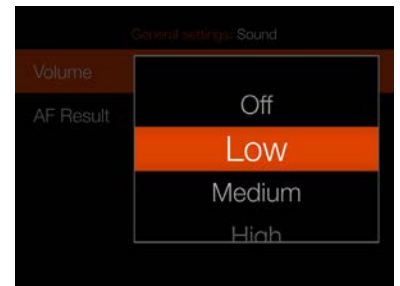 General settings: Sound
Volume
AF Result
Off
Low
Medium
High